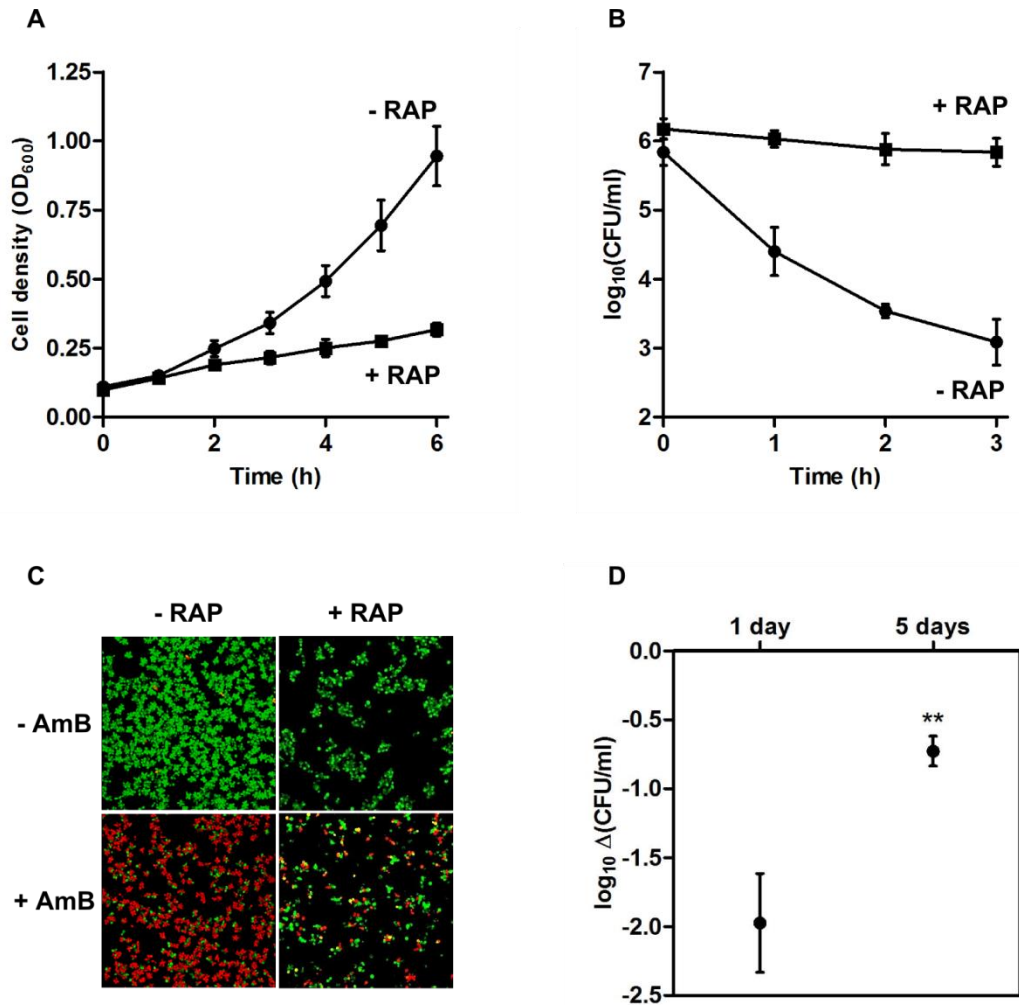 A
Cell density (OD₆₀₀)
1.25
1.00
0.75
0.50
0.25
0.00
- RAP
+ RAP
0 2 4 6
Time (h)
B
log₁₀(CFU/ml)
7
6
5
4
3
2
+ RAP
- RAP
0 1 2 3
Time (h)
C
- RAP + RAP
- AmB
+ AmB
D
1 day 5 days
log₁₀ Δ(CFU/ml)
0.0
-0.5
-1.0
-1.5
-2.0
-2.5
**